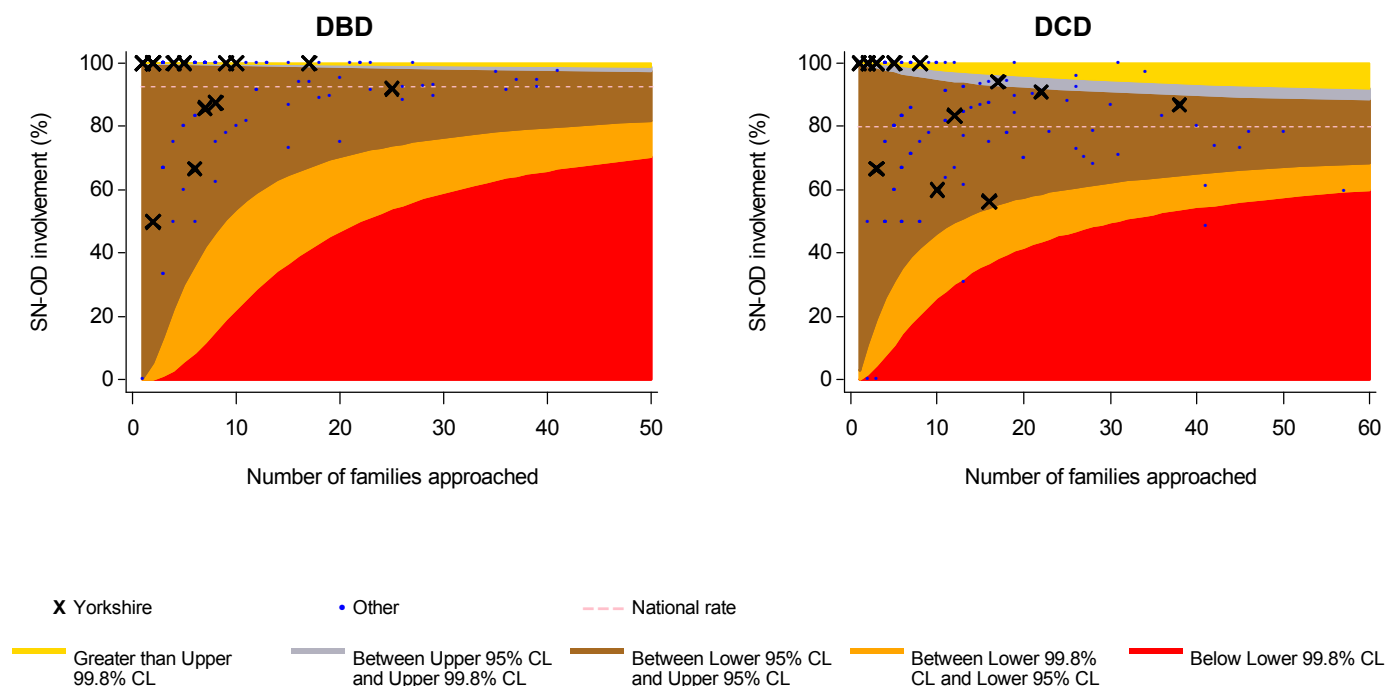 DBD
DCD
SN-OD involvement (%)
100
80
60
40
20
0
0 10 20 30 40 50
Number of families approached
SN-OD involvement (%)
100
80
60
40
20
0
0 10 20 30 40 50 60
Number of families approached
X Yorkshire
Other
National rate
Greater than Upper
99.8% CL
Between Upper 95% CL
and Upper 99.8% CL
Between Lower 95% CL
and Upper 95% CL
Between Lower 99.8%
CL and Lower 95% CL
Below Lower 99.8% CL